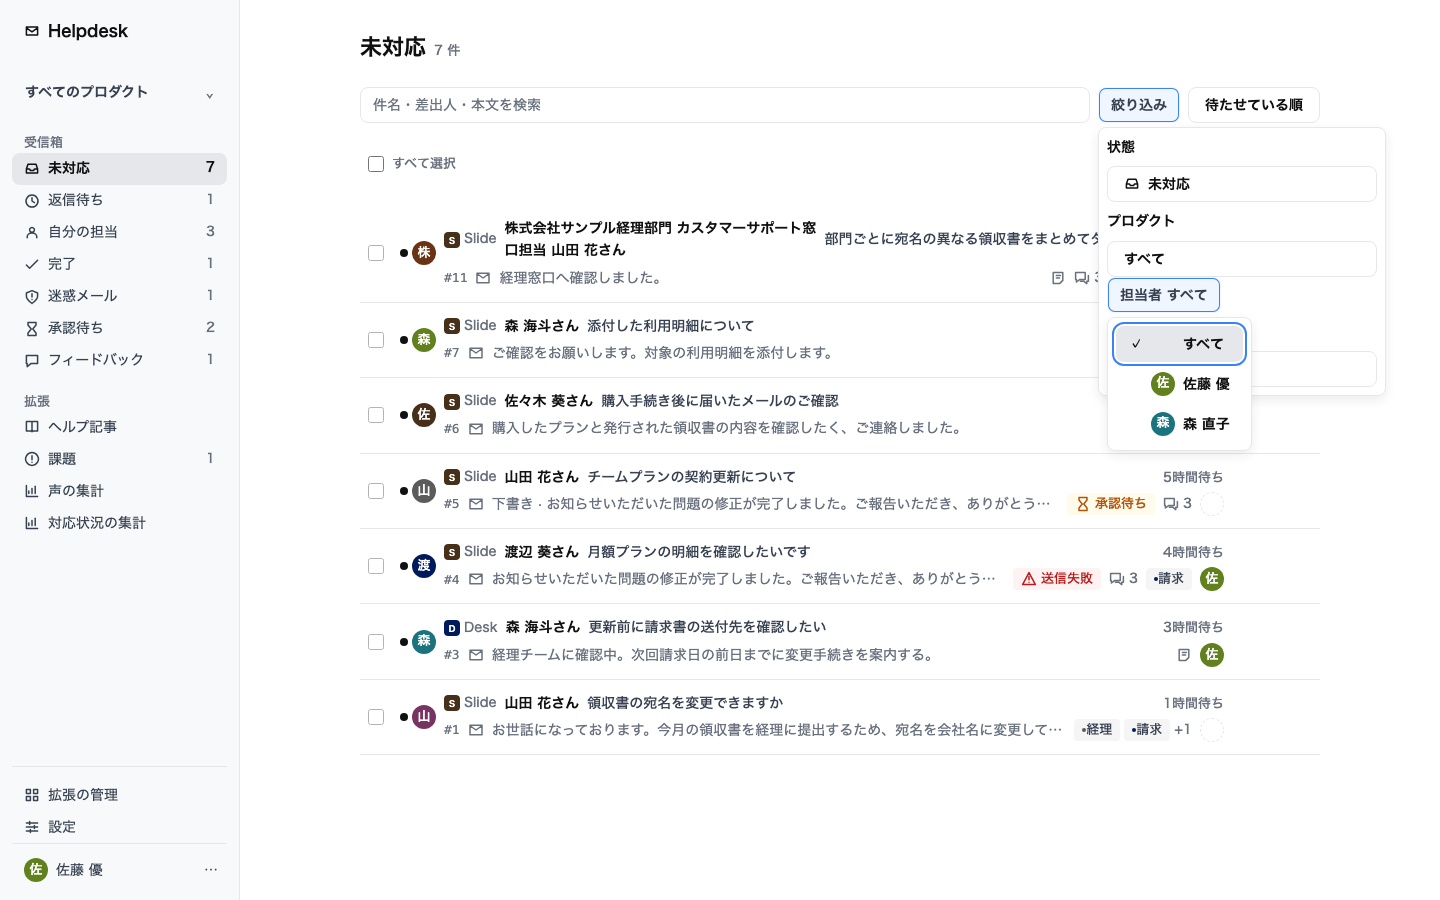 Helpdesk
すべてのプロダクト
受信箱
未対応 7
返信待ち 1
自分の担当 3
完了 1
迷惑メール 1
承認待ち 2
フィードバック 1
拡張
ヘルプ記事
課題 1
声の集計
対応状況の集計
拡張の管理
設定
佐 佐藤 優 …
未対応 7 件
件名・差出人・本文を検索
絞り込み
待たせている順
すべて選択
株 S Slide 株式会社サンプル経理部門 カスタマーサポート窓
口担当 山田 花さん
部門ごとに宛名の異なる領収書をまとめて
#11 経理窓口へ確認しました。
森 S Slide 森 海斗さん 添付した利用明細について
#7 ご確認をお願いします。対象の利用明細を添付します。
佐 S Slide 佐々木 葵さん 購入手続き後に届いたメールのご確認
#6 購入したプランと発行された領収書の内容を確認したく、ご連絡しました。
山 S Slide 山田 花さん チームプランの契約更新について 5時間待ち
#5 下書き · お知らせいただいた問題の修正が完了しました。ご報告いただき、ありがとう… 承認待ち 3
渡 S Slide 渡辺 葵さん 月額プランの明細を確認したいです 4時間待ち
#4 お知らせいただいた問題の修正が完了しました。ご報告いただき、ありがとう… 送信失敗 3 •請求 佐
森 D Desk 森 海斗さん 更新前に請求書の送付先を確認したい 3時間待ち
#3 経理チームに確認中。次回請求日の前日までに変更手続きを案内する。 佐
山 S Slide 山田 花さん 領収書の宛名を変更できますか 1時間待ち
#1 お世話になっております。今月の領収書を経理に提出するため、宛名を会社名に変更して… •経理 •請求 +1
状態
未対応
プロダクト
すべて
担当者 すべて
✓ すべて
佐 佐藤 優
森 森 直子